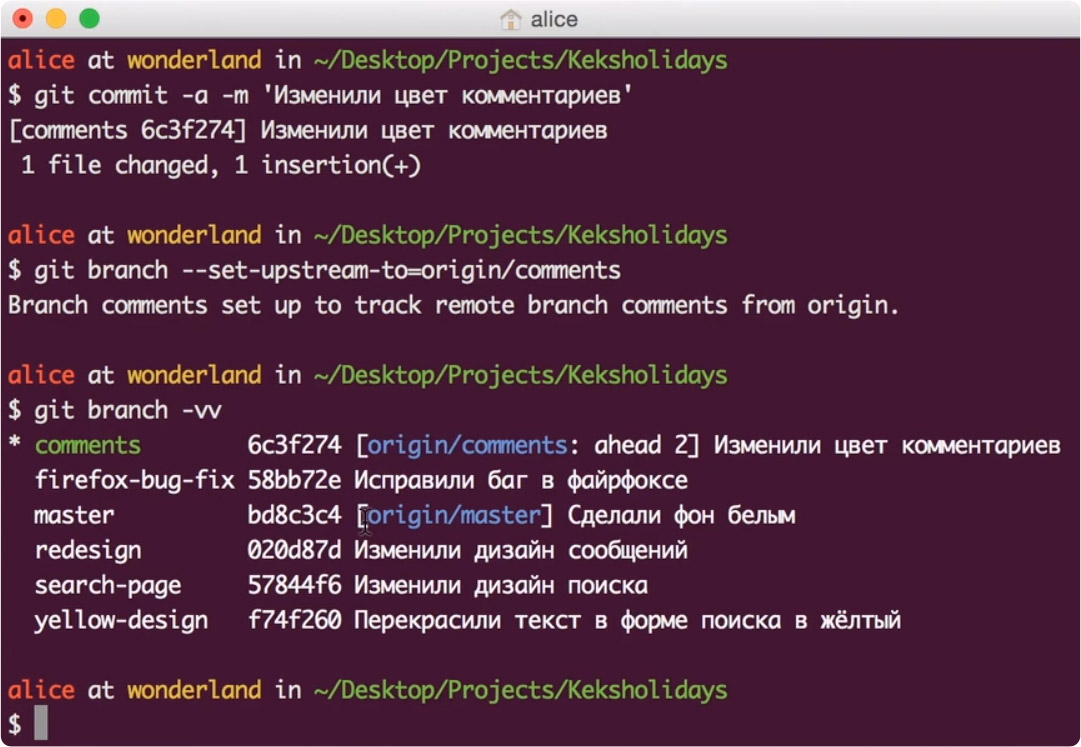 alice
alice at wonderland in ~/Desktop/Projects/Keksholidays
$ git commit -a -m 'Изменили цвет комментариев'
[comments 6c3f274] Изменили цвет комментариев
 1 file changed, 1 insertion(+)
alice at wonderland in ~/Desktop/Projects/Keksholidays
$ git branch --set-upstream-to=origin/comments
Branch comments set up to track remote branch comments from origin.
alice at wonderland in ~/Desktop/Projects/Keksholidays
$ git branch -vv
* comments        6c3f274 [origin/comments: ahead 2] Изменили цвет комментариев
  firefox-bug-fix 58bb72e Исправили баг в файрфоксе
  master          bd8c3c4 [origin/master] Сделали фон белым
  redesign        020d87d Изменили дизайн сообщений
  search-page     57844f6 Изменили дизайн поиска
  yellow-design   f74f260 Перекрасили текст в форме поиска в жёлтый
alice at wonderland in ~/Desktop/Projects/Keksholidays
$